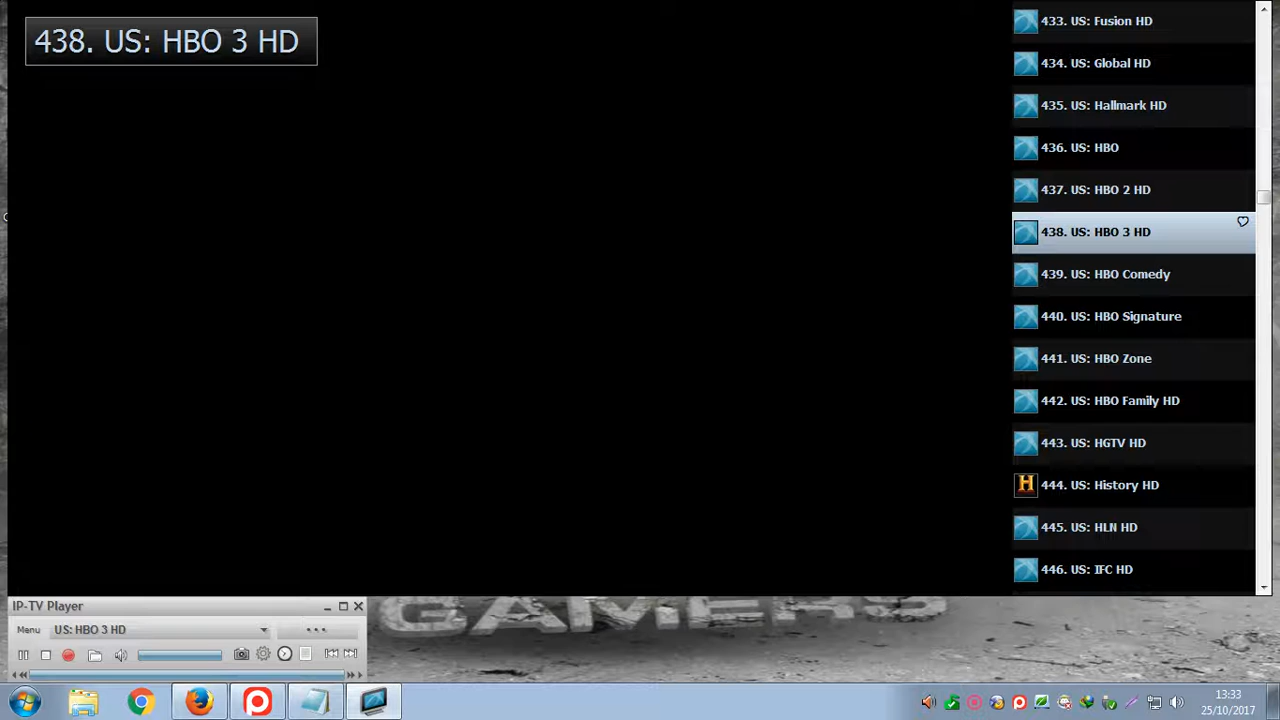 438. US: HBO 3 HD
433. US: Fusion HD
434. US: Global HD
435. US: Hallmark HD
436. US: HBO
437. US: HBO 2 HD
438. US: HBO 3 HD
439. US: HBO Comedy
440. US: HBO Signature
441. US: HBO Zone
442. US: HBO Family HD
443. US: HGTV HD
H 444. US: History HD
445. US: HLN HD
446. US: IFC HD
IP-TV Player
Menu US: HBO 3 HD
GAMERS
13:33
25/10/2017